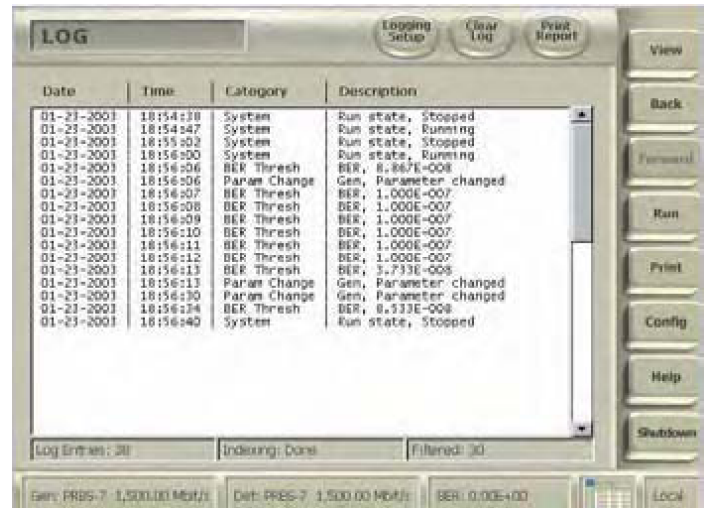 LOG
Logging Setup
Clear Log
Print Report
View
Back
Forward
Run
Print
Config
Help
Shutdown
Date Time Category Description
01-23-2003 18:54:38 System Run state, Stopped
01-23-2003 18:54:47 System Run state, Running
01-23-2003 18:55:02 System Run state, Stopped
01-23-2003 18:56:00 System Run state, Running
01-23-2003 18:56:06 BER Thresh BER, 8.867E-008
01-23-2003 18:56:06 Param Change Gen, Parameter changed
01-23-2003 18:56:07 BER Thresh BER, 1.000E-007
01-23-2003 18:56:08 BER Thresh BER, 1.000E-007
01-23-2003 18:56:09 BER Thresh BER, 1.000E-007
01-23-2003 18:56:10 BER Thresh BER, 1.000E-007
01-23-2003 18:56:11 BER Thresh BER, 1.000E-007
01-23-2003 18:56:12 BER Thresh BER, 1.000E-007
01-23-2003 18:56:13 BER Thresh BER, 3.733E-008
01-23-2003 18:56:13 Param Change Gen, Parameter changed
01-23-2003 18:56:30 Param Change Gen, Parameter changed
01-23-2003 18:56:34 BER Thresh BER, 8.533E-008
01-23-2003 18:56:40 System Run state, Stopped
Log Entries: Indexing: Done Filtered: 30
Gen: PRBS-7 1,500.00 Mbit/s Det: PRBS-7 1,500.00 Mbit/s BER: 0.00E+00 Local